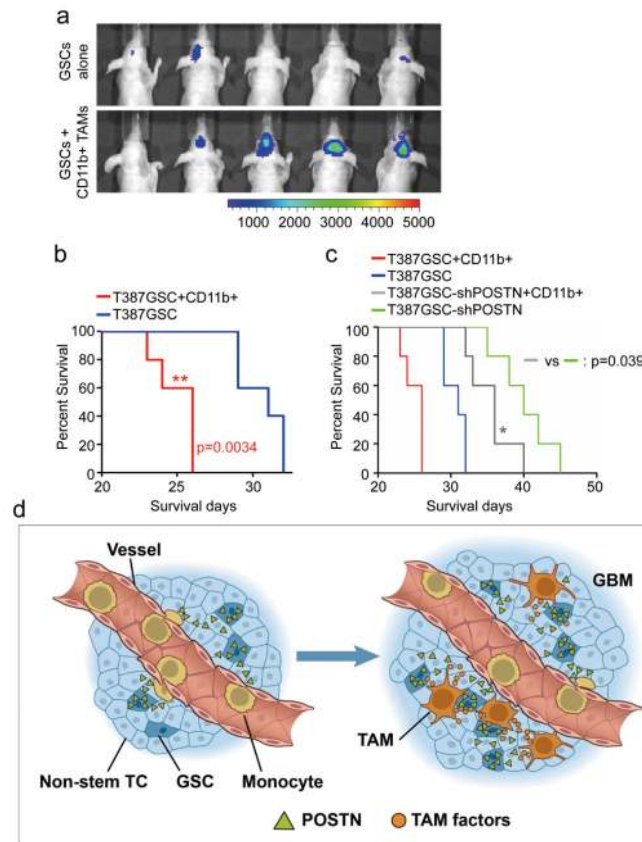 a
GSCs
alone
GSCs +
CD11b+ TAMs
1000 2000 3000 4000 5000
b
T387GSC+CD11b+
T387GSC
Percent Survival
100
80
60
40
20
0
**
p=0.0034
20 25 30
Survival days
c
T387GSC+CD11b+
T387GSC
T387GSC-shPOSTN+CD11b+
T387GSC-shPOSTN
vs : p=0.039
Percent Survival
100
80
60
40
20
0
*
20 30 40 50
Survival days
d
Vessel
GBM
TAM
Non-stem TC GSC Monocyte
POSTN TAM factors